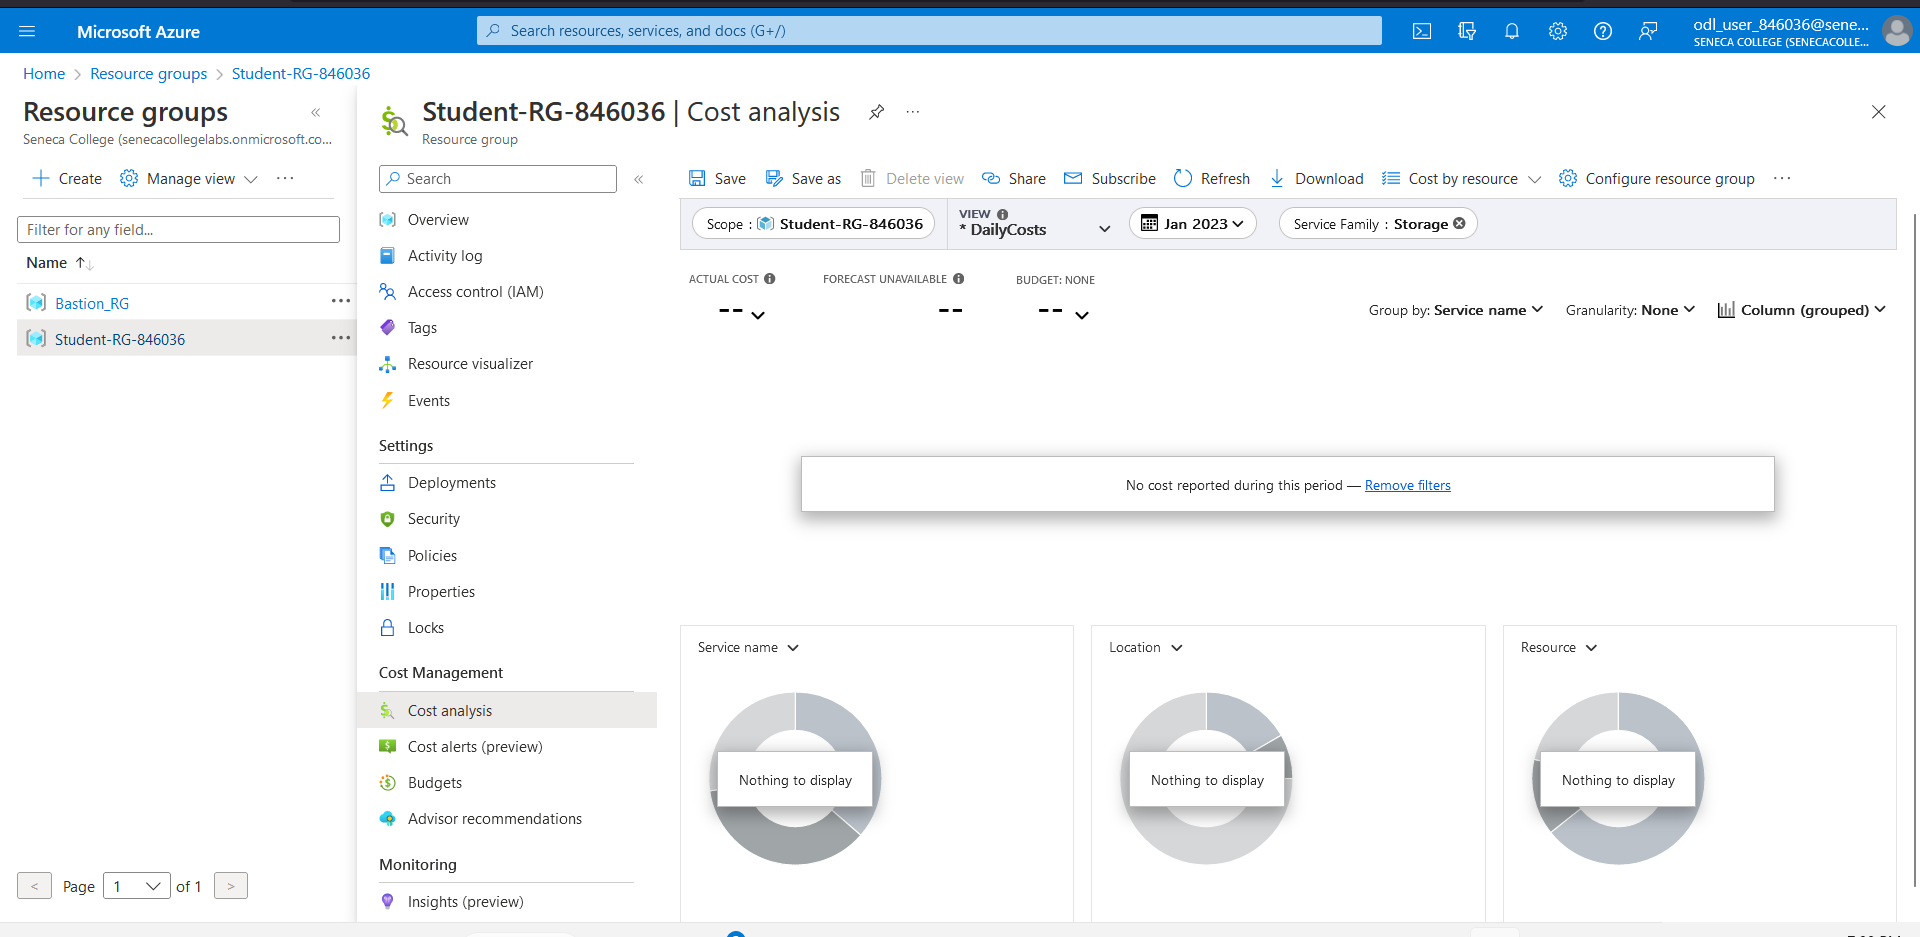 Microsoft Azure
Search resources, services, and docs (G+/)
odl_user_846036@sene...
SENECA COLLEGE (SENECACOLLE...
Home > Resource groups > Student-RG-846036
Resource groups «
Seneca College (senecacollegelabs.onmicrosoft.co...
+ Create Manage view ...
Filter for any field...
Name ↑↓
Bastion_RG ...
Student-RG-846036 ...
< Page 1 of 1 >
Student-RG-846036 | Cost analysis ...
Resource group
Search «
Overview
Activity log
Access control (IAM)
Tags
Resource visualizer
Events
Settings
Deployments
Security
Policies
Properties
Locks
Cost Management
Cost analysis
Cost alerts (preview)
Budgets
Advisor recommendations
Monitoring
Insights (preview)
Save Save as Delete view Share Subscribe Refresh Download Cost by resource Configure resource group ...
Scope : Student-RG-846036
VIEW
* DailyCosts
Jan 2023
Service Family : Storage
ACTUAL COST FORECAST UNAVAILABLE BUDGET: NONE
-- -- --
Group by: Service name Granularity: None Column (grouped)
No cost reported during this period — Remove filters
Service name
Nothing to display
Location
Nothing to display
Resource
Nothing to display